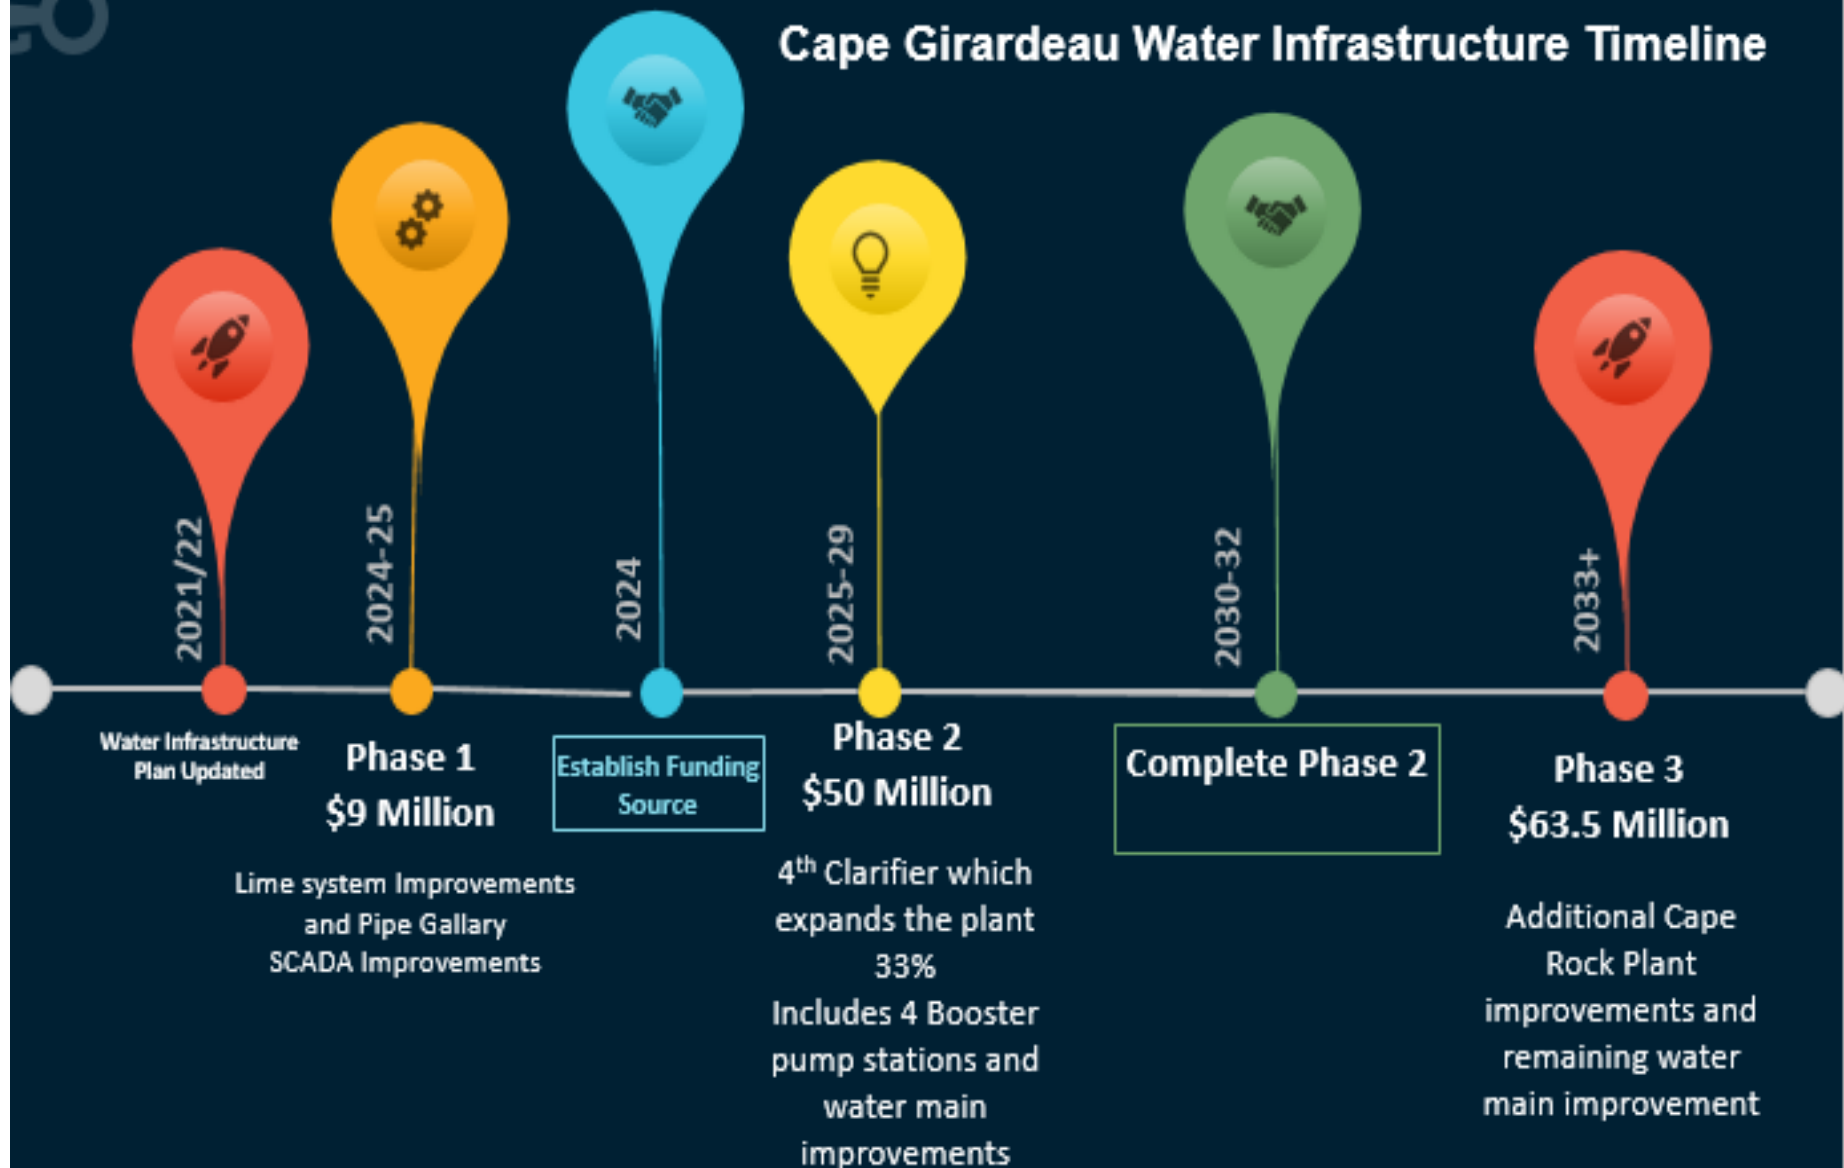 Cape Girardeau Water Infrastructure Timeline
2021/22
Water Infrastructure
Plan Updated
2024-25
Phase 1
$9 Million
Lime system Improvements
and Pipe Gallary
SCADA Improvements
2024
Establish Funding
Source
2025-29
Phase 2
$50 Million
4th Clarifier which
expands the plant
33%
Includes 4 Booster
pump stations and
water main
improvements
2030-32
Complete Phase 2
2033+
Phase 3
$63.5 Million
Additional Cape
Rock Plant
improvements and
remaining water
main improvement